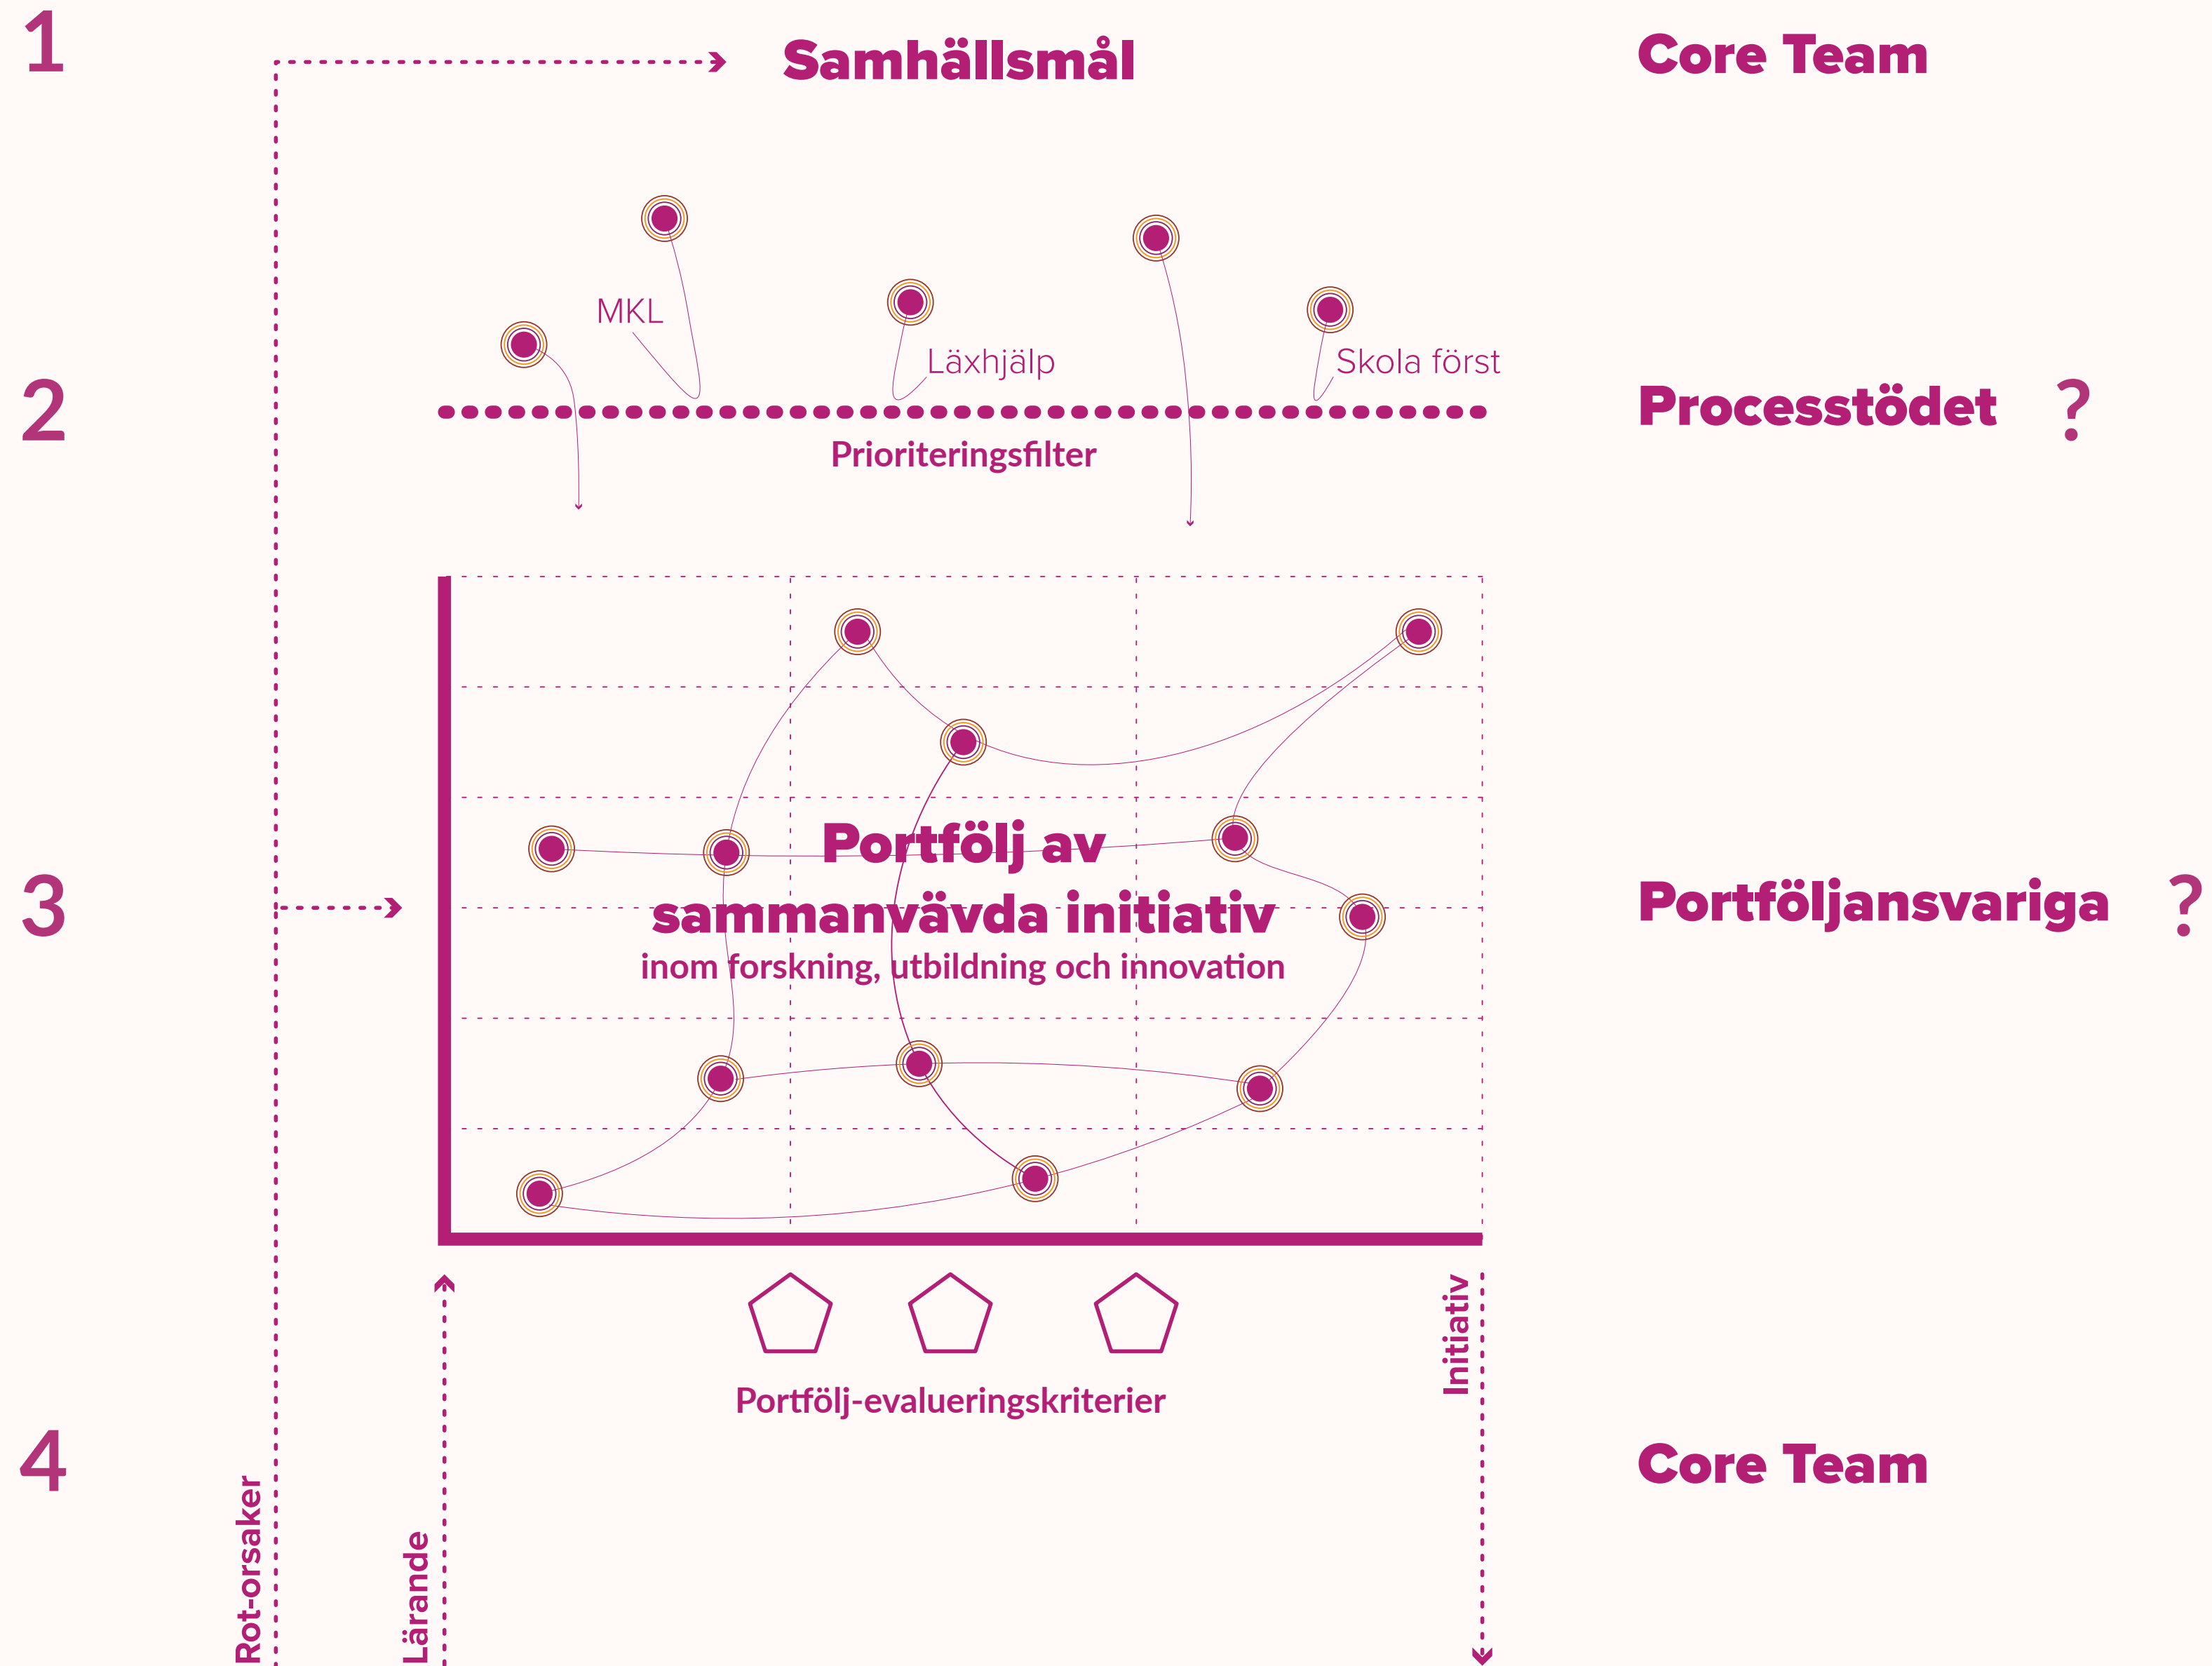 1
Samhällsmål
Core Team
MKL
Läxhjälp
Skola först
2
Prioriteringsfilter
Processtödet ?
3
Portfölj av
sammanvävda initiativ
inom forskning, utbildning och innovation
Portföljansvariga ?
Initiativ
Portfölj-evalueringskriterier
4
Core Team
Rot-orsaker
Lärande